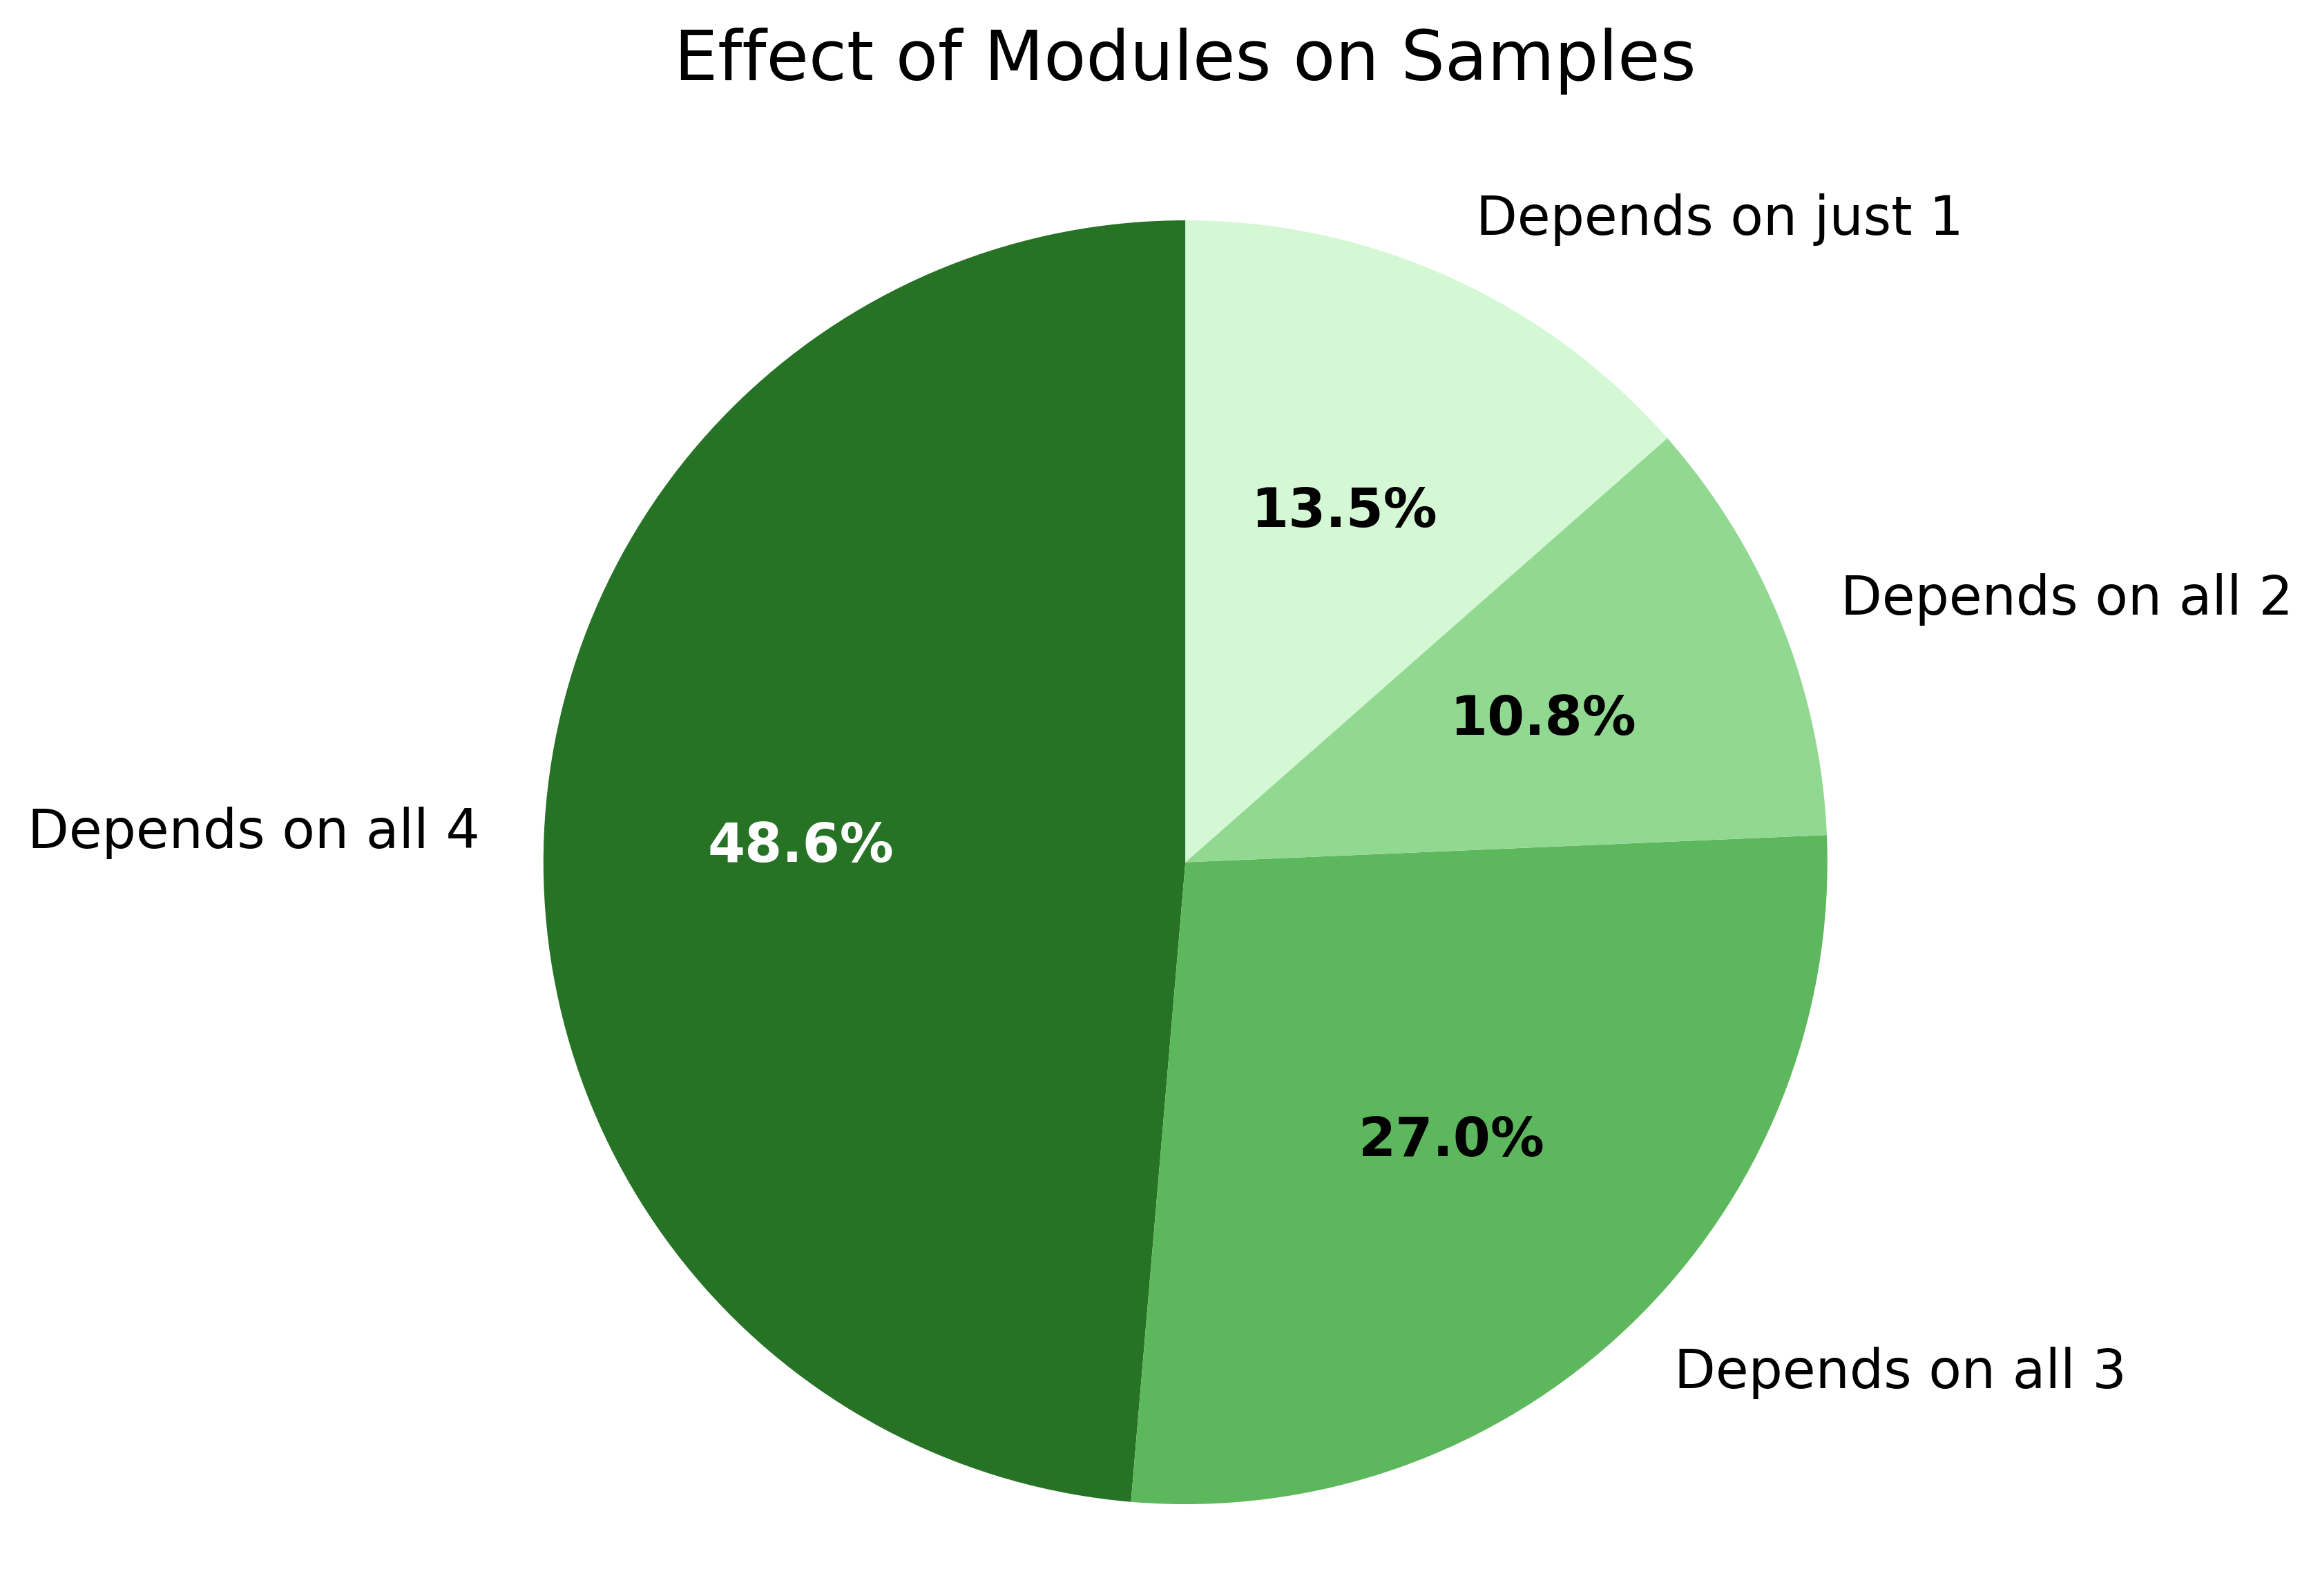 Effect of Modules on Samples
Depends on just 1
13.5%
Depends on all 2
10.8%
Depends on all 4
48.6%
27.0%
Depends on all 3